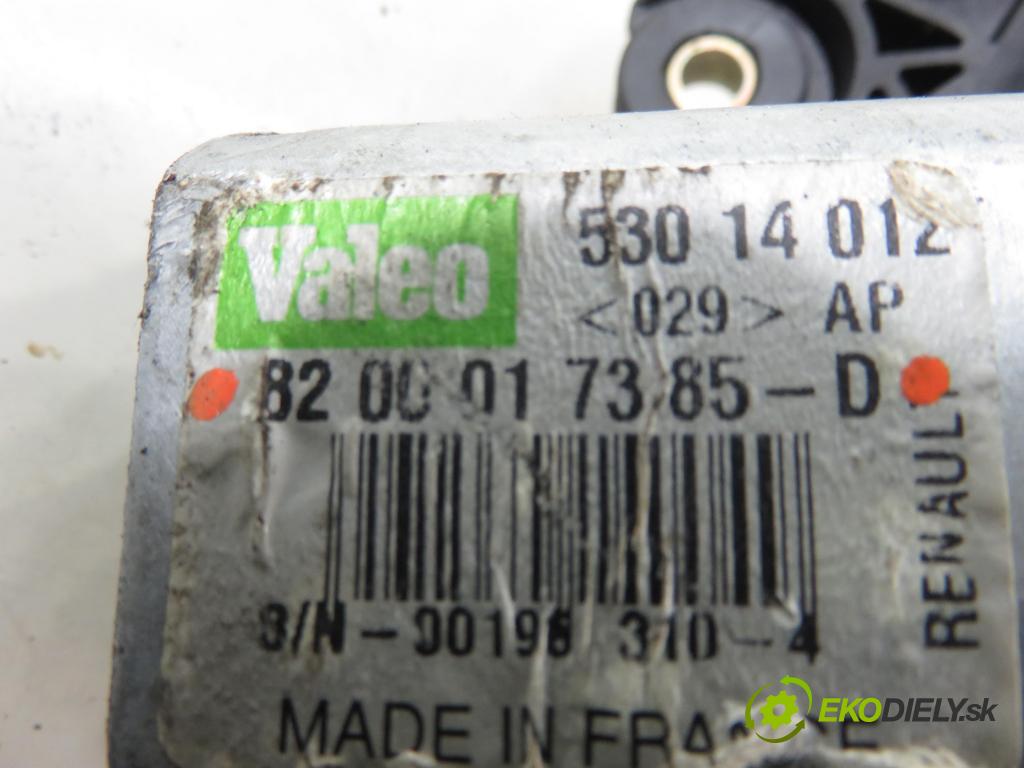 Valeo
530 14 012
<029> AP
82 00 01 73 85 - D
RENAULT
S/N - 00198 310 - 4
MADE IN FRANCE
EKODIELY.sk